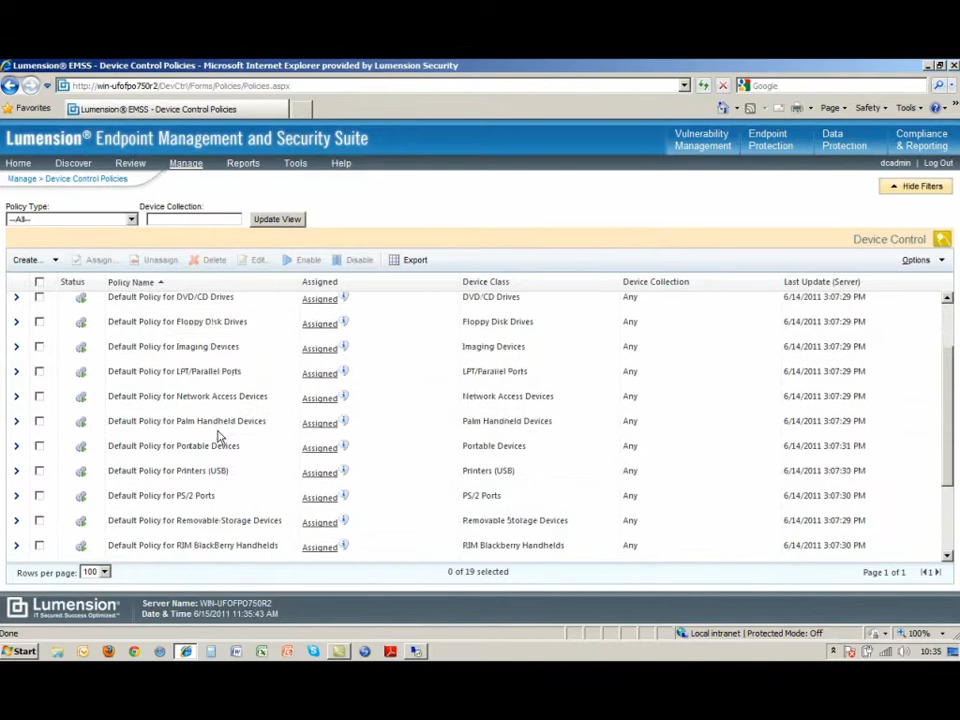 Lumension® EMSS - Device Control Policies - Microsoft Internet Explorer provided by Lumension Security
http://win-ufofpo750r2/DevCtrl/Forms/Policies/Policies.aspx
Google
Favorites
Lumension® EMSS - Device Control Policies
Page
Safety
Tools
Lumension® Endpoint Management and Security Suite
Vulnerability Management
Endpoint Protection
Data Protection
Compliance & Reporting
Home Discover Review Manage Reports Tools Help
dcadmin | Log Out
Manage > Device Control Policies
Hide Filters
Policy Type:
Device Collection:
--All--
Update View
Device Control
Create... Assign... Unassign Delete Edit... Enable Disable Export
Options
Status Policy Name Assigned Device Class Device Collection Last Update (Server)
Default Policy for DVD/CD Drives Assigned DVD/CD Drives Any 6/14/2011 3:07:29 PM
Default Policy for Floppy Disk Drives Assigned Floppy Disk Drives Any 6/14/2011 3:07:29 PM
Default Policy for Imaging Devices Assigned Imaging Devices Any 6/14/2011 3:07:29 PM
Default Policy for LPT/Parallel Ports Assigned LPT/Parallel Ports Any 6/14/2011 3:07:29 PM
Default Policy for Network Access Devices Assigned Network Access Devices Any 6/14/2011 3:07:29 PM
Default Policy for Palm Handheld Devices Assigned Palm Handheld Devices Any 6/14/2011 3:07:29 PM
Default Policy for Portable Devices Assigned Portable Devices Any 6/14/2011 3:07:31 PM
Default Policy for Printers (USB) Assigned Printers (USB) Any 6/14/2011 3:07:30 PM
Default Policy for PS/2 Ports Assigned PS/2 Ports Any 6/14/2011 3:07:30 PM
Default Policy for Removable Storage Devices Assigned Removable Storage Devices Any 6/14/2011 3:07:29 PM
Default Policy for RIM BlackBerry Handhelds Assigned RIM BlackBerry Handhelds Any 6/14/2011 3:07:30 PM
Rows per page: 100
0 of 19 selected
Page 1 of 1
1
Lumension®
IT Secured. Success Optimized.™
Server Name: WIN-UFOFPO750R2
Date & Time 6/15/2011 11:35:43 AM
Done
Local intranet | Protected Mode: Off
100%
Start
10:35